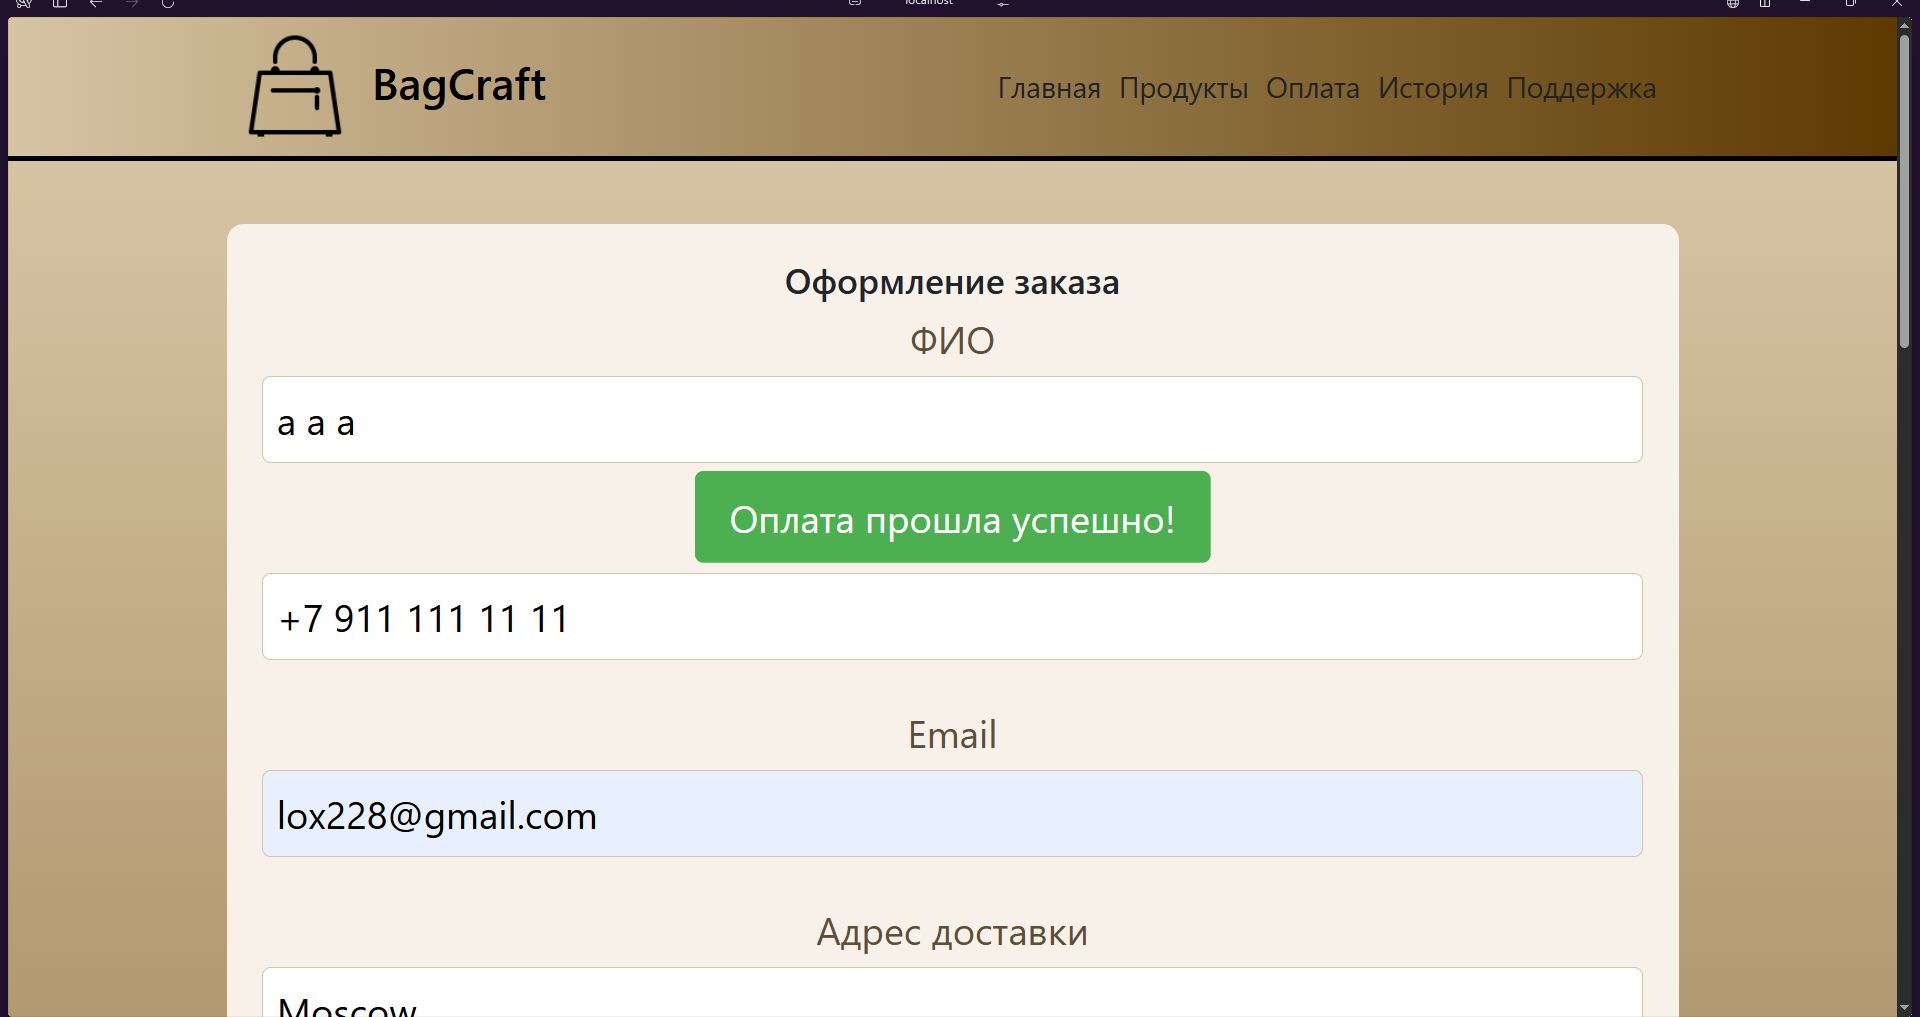 localhost
BagCraft
Главная Продукты Оплата История Поддержка
Оформление заказа
ФИО
a a a
Оплата прошла успешно!
+7 911 111 11 11
Email
lox228@gmail.com
Адрес доставки
Moscow